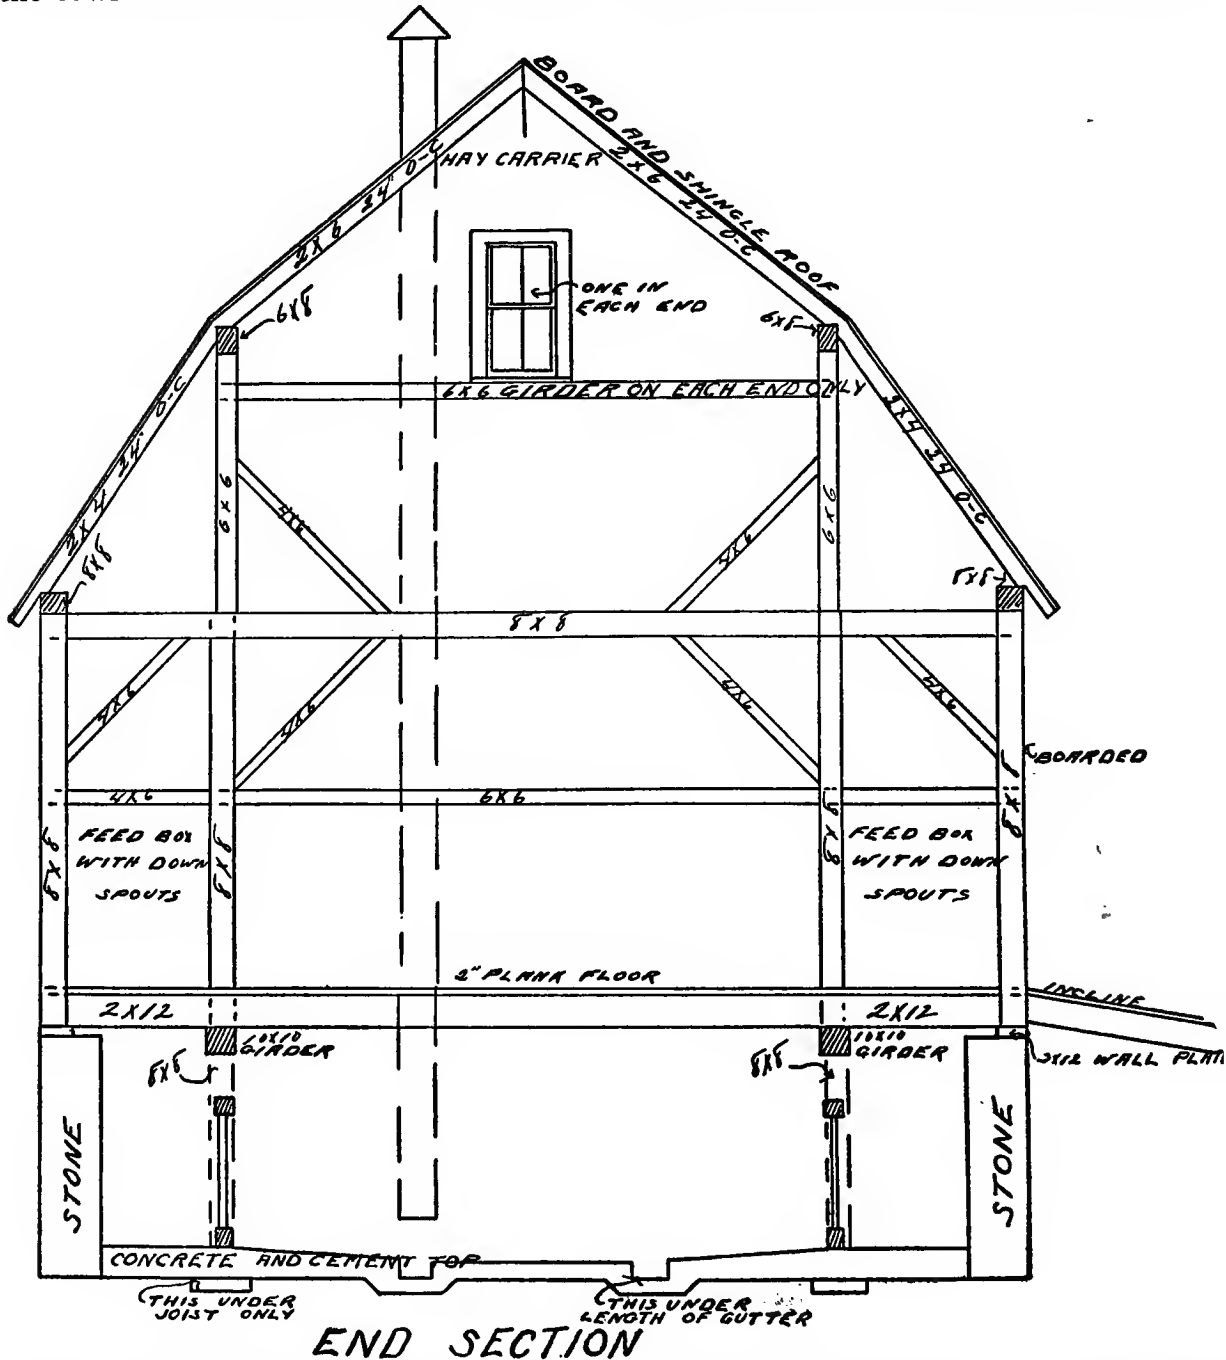 BOARD AND SHINGLE ROOF
HAY CARRIER
2X6 24" O-C
2X6 24 O-C
ONE IN
EACH END
6X8
6X8
6X6 GIRDER ON EACH END ONLY
2X4 24" O-C
2X4 24 O-C
6X6
4X6
4X6
6X6
8X8
8X8
8 X 8
4X6
4X6
4X6
4X6
BOARDED
4X6
6X6
8X8
FEED BOX
WITH DOWN
SPOUTS
8X8
8X8
FEED BOX
WITH DOWN
SPOUTS
8X8
2" PLANK FLOOR
INCLINE
2X12
2X12
10X10
GIRDER
10X10
GIRDER
8X8
8X8
3X12 WALL PLATE
STONE
STONE
CONCRETE AND CEMENT TOP
THIS UNDER
JOIST ONLY
THIS UNDER
LENGTH OF GUTTER
END SECTION